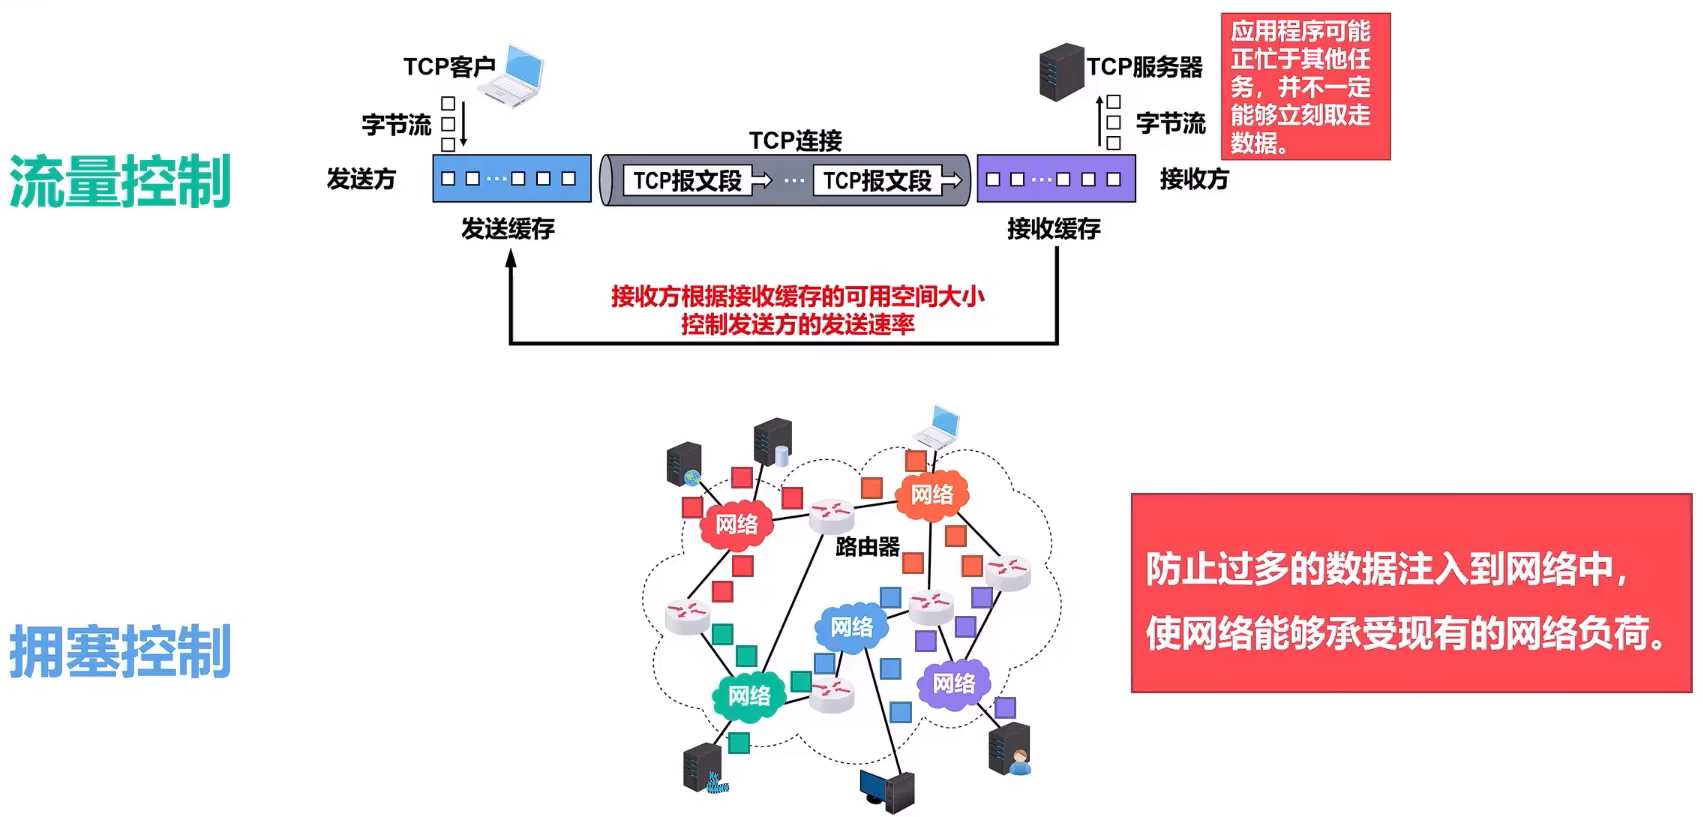 应用程序可能
正忙于其他任
务，并不一定
能够立刻取走
数据。
TCP客户
TCP服务器
字节流
字节流
TCP连接
流量控制
发送方
TCP报文段
···
TCP报文段
接收方
发送缓存
接收缓存
接收方根据接收缓存的可用空间大小
控制发送方的发送速率
网络
网络
路由器
防止过多的数据注入到网络中，
使网络能够承受现有的网络负荷。
拥塞控制
网络
网络
网络